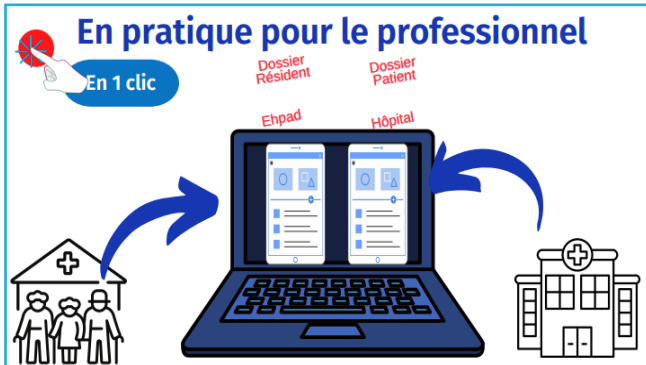 En pratique pour le professionnel
En 1 clic
Dossier
Résident
Dossier
Patient
Ehpad
Hôpital